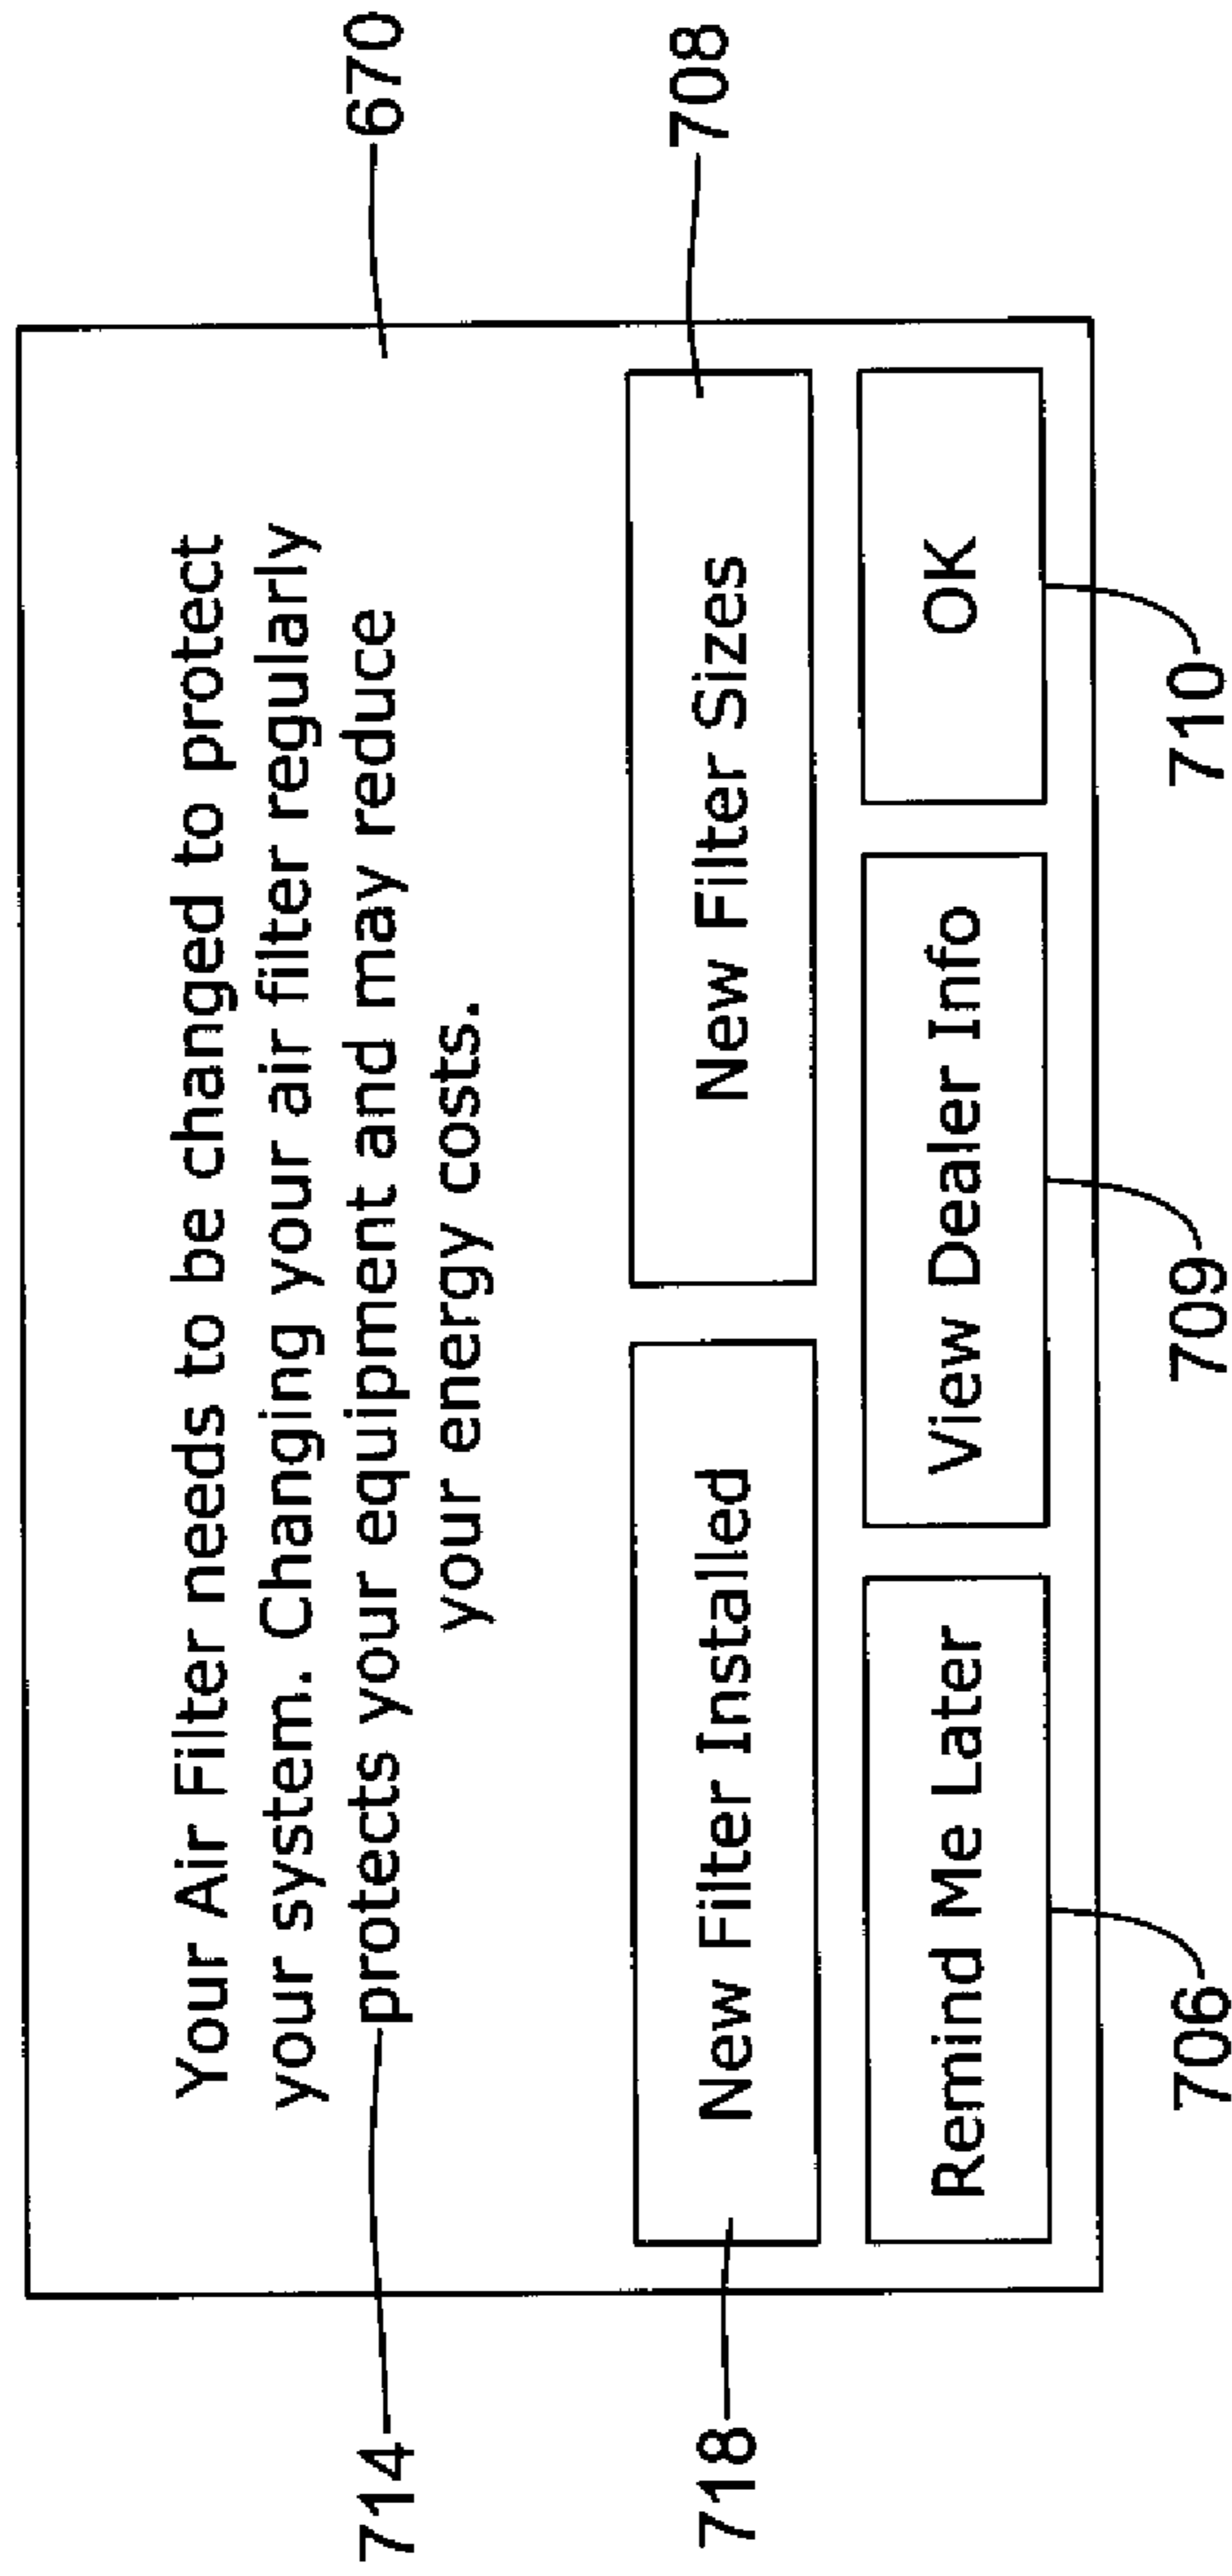 670
Your Air Filter needs to be changed to protect
your system. Changing your air filter regularly
714 protects your equipment and may reduce
your energy costs.
718 New Filter Installed New Filter Sizes 708
Remind Me Later View Dealer Info OK
706 709 710